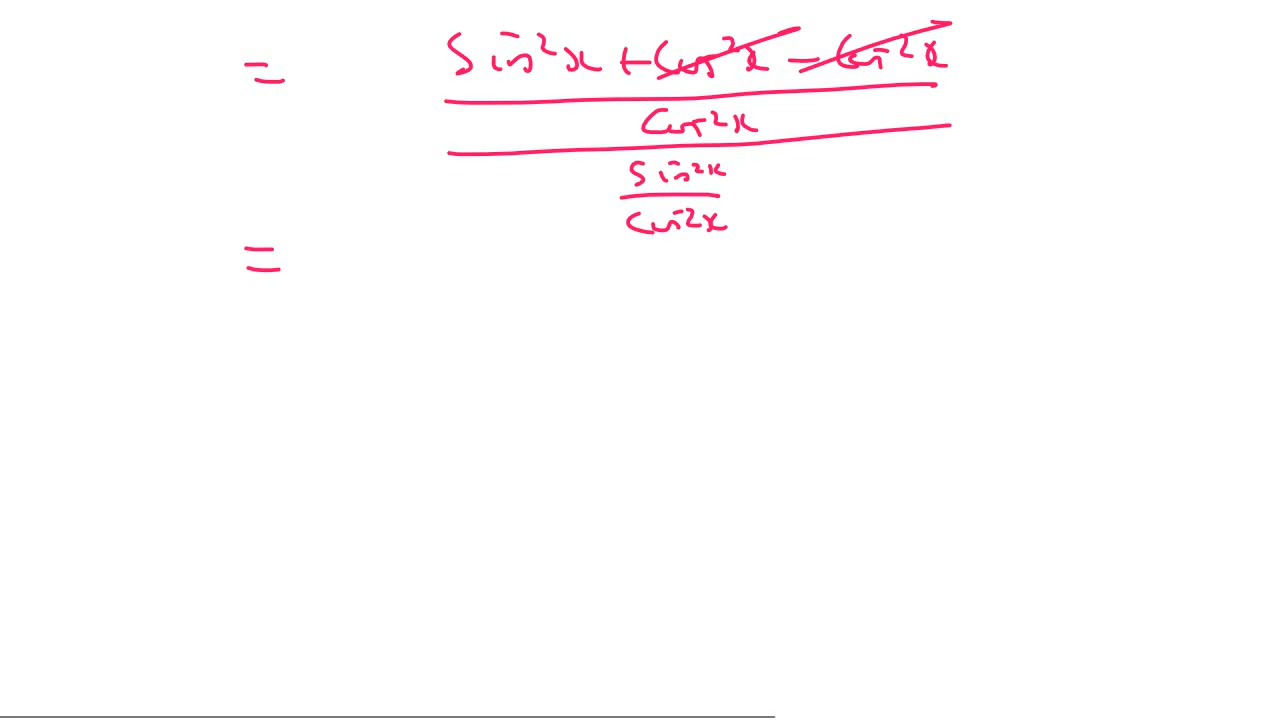 = Sin²x + Cos²x - Cos²x
Cos²x
Sin²x
Cos²x
=